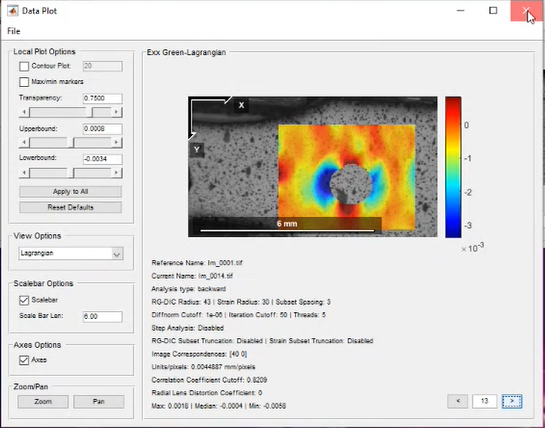 Data Plot
File
Local Plot Options
Contour Plot: 20
Max/min markers
Transparency: 0.7500
Upperbound: 0.0008
Lowerbound: -0.0034
Apply to All
Reset Defaults
View Options
Lagrangian
Scalebar Options
Scalebar
Scale Bar Len: 6.00
Axes Options
Axes
Zoom/Pan
Zoom Pan
Exx Green-Lagrangian
X
Y
6 mm
0
-1
-2
-3
× 10⁻³
Reference Name: Im_0001.tif
Current Name: Im_0014.tif
Analysis type: backward
RG-DIC Radius: 43 | Strain Radius: 30 | Subset Spacing: 3
Diffnorm Cutoff: 1e-06 | Iteration Cutoff: 50 | Threads: 5
Step Analysis: Disabled
RG-DIC Subset Truncation: Disabled | Strain Subset Truncation: Disabled
Image Correspondences: [40 0]
Units/pixels: 0.0044887 mm/pixels
Correlation Coefficient Cutoff: 0.8209
Radial Lens Distortion Coefficient: 0
Max: 0.0018 | Median: -0.0004 | Min: -0.0058
< 13 >